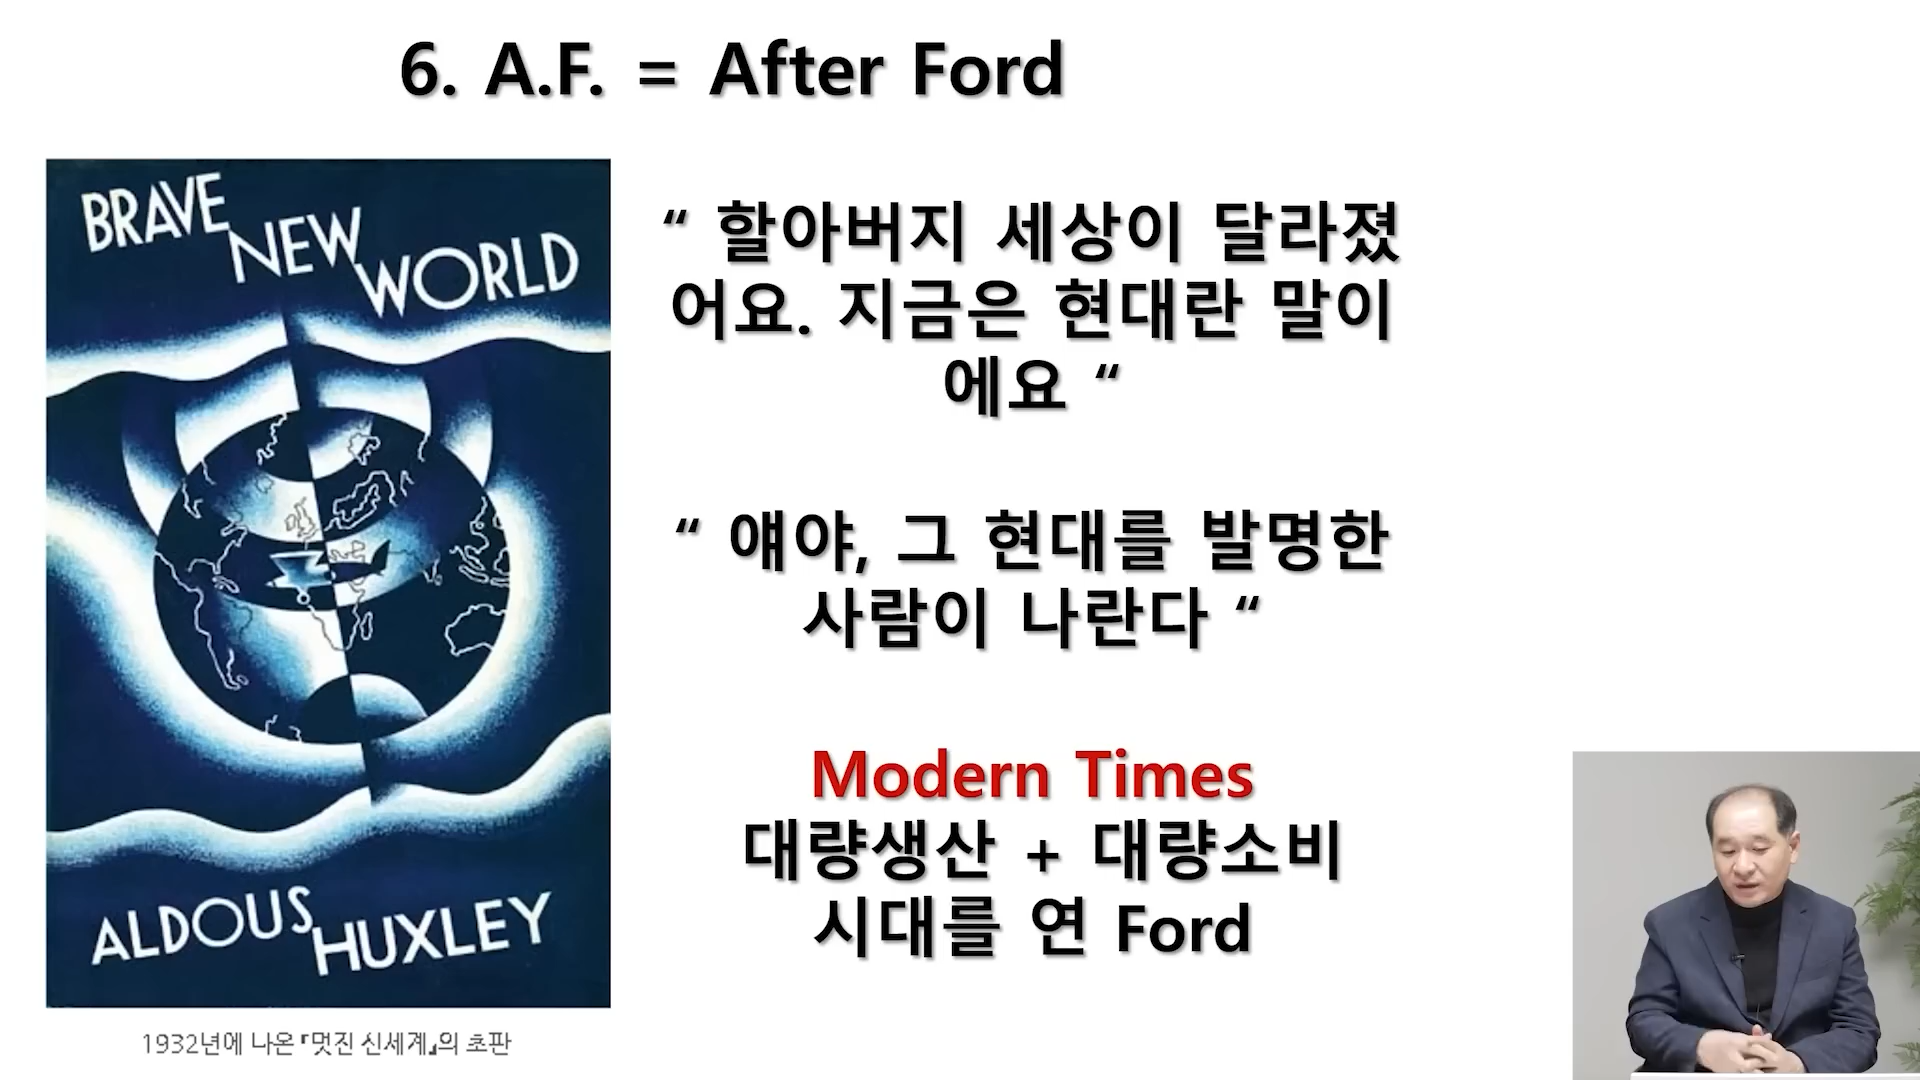 6. A.F. = After Ford
BRAVE
NEW
WORLD
ALDOUS
HUXLEY
1932년에 나온 『멋진 신세계』의 초판
“ 할아버지 세상이 달라졌
어요. 지금은 현대란 말이
에요 “
“ 얘야, 그 현대를 발명한
사람이 나란다 “
Modern Times
대량생산 + 대량소비
시대를 연 Ford